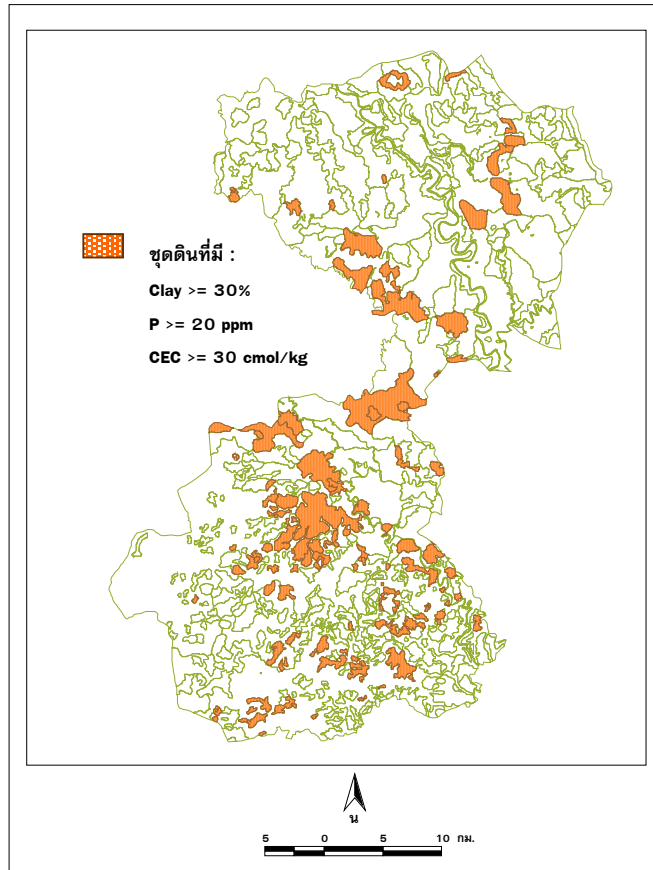 ชุดดินที่มี :
Clay >= 30%
P >= 20 ppm
CEC >= 30 cmol/kg
น
5 0 5 10 กม.